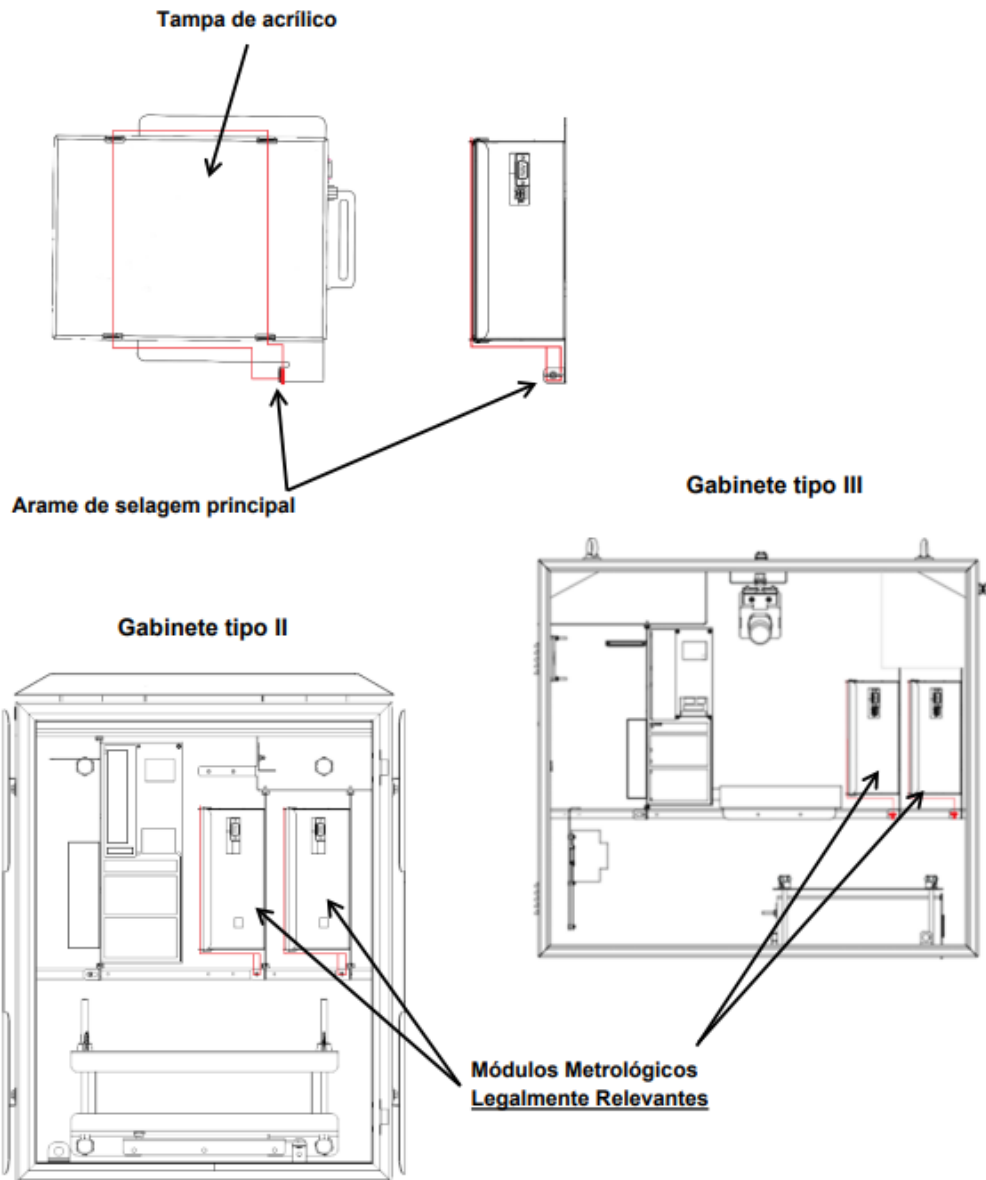 Tampa de acrílico
Arame de selagem principal
Gabinete tipo III
Gabinete tipo II
Módulos Metrológicos
Legalmente Relevantes